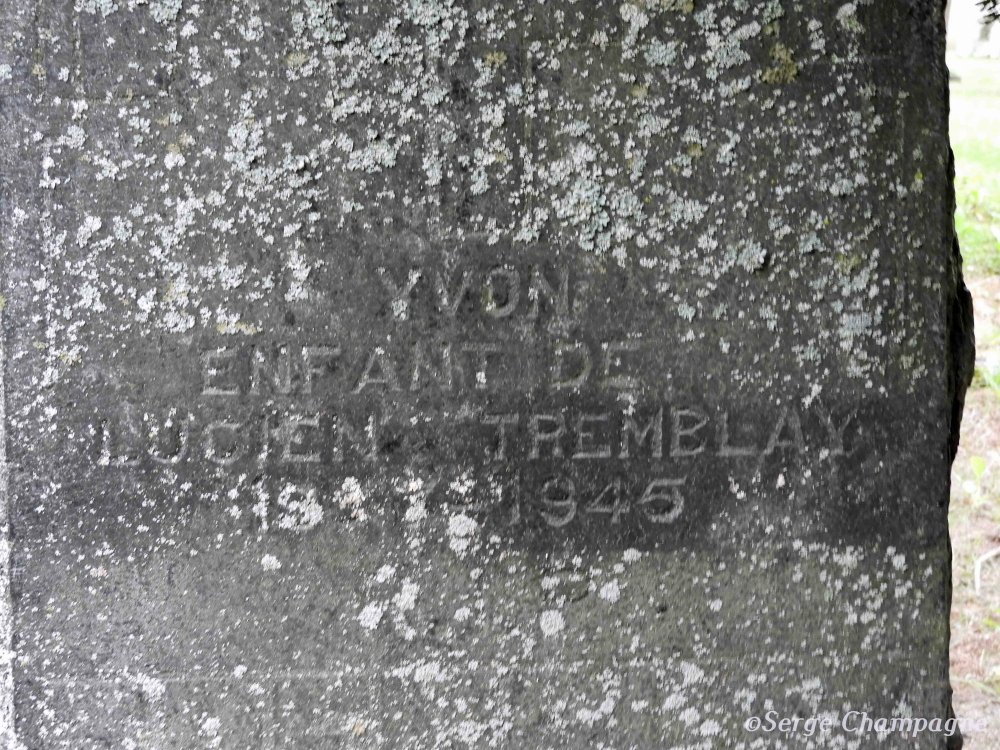 YVON
ENFANT DE
LUCIEN TREMBLAY
1945
©Serge Champagne